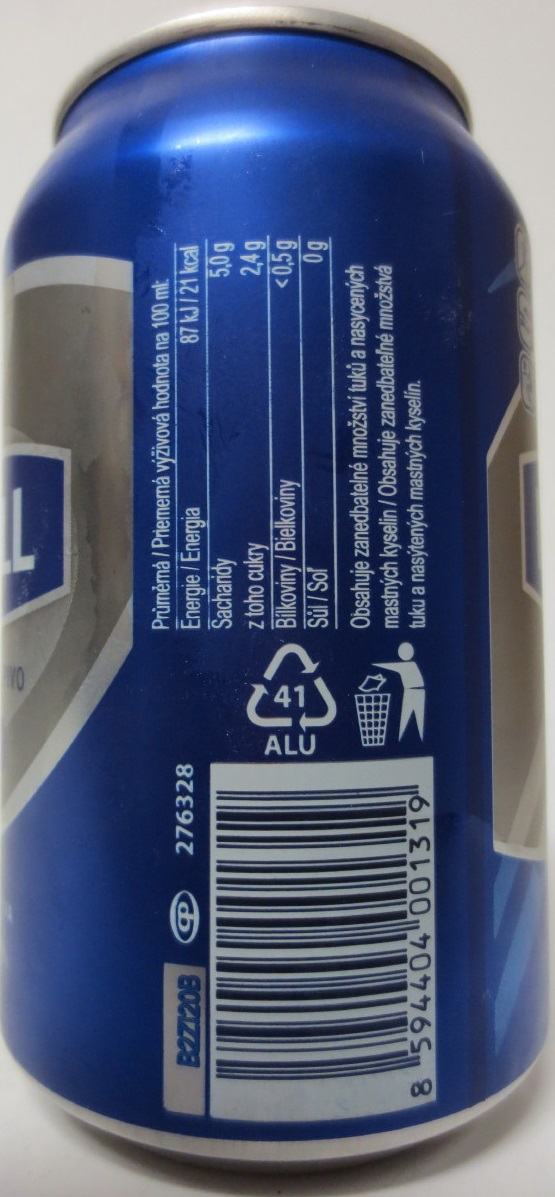 Průměrná / Priemerná výživová hodnota na 100 ml:
Energie / Energia 87 kJ / 21 kcal
Sacharidy 5,0 g
z toho cukry 2,4 g
Bílkoviny / Bielkoviny < 0,5 g
Sůl / Soľ 0 g
Obsahuje zanedbatelné množství tuků a nasycených
mastných kyselin / Obsahuje zanedbateľné množstvá
tuku a nasýtených mastných kyselín.
41
ALU
276328
B2ZI20B
8 594404 001319